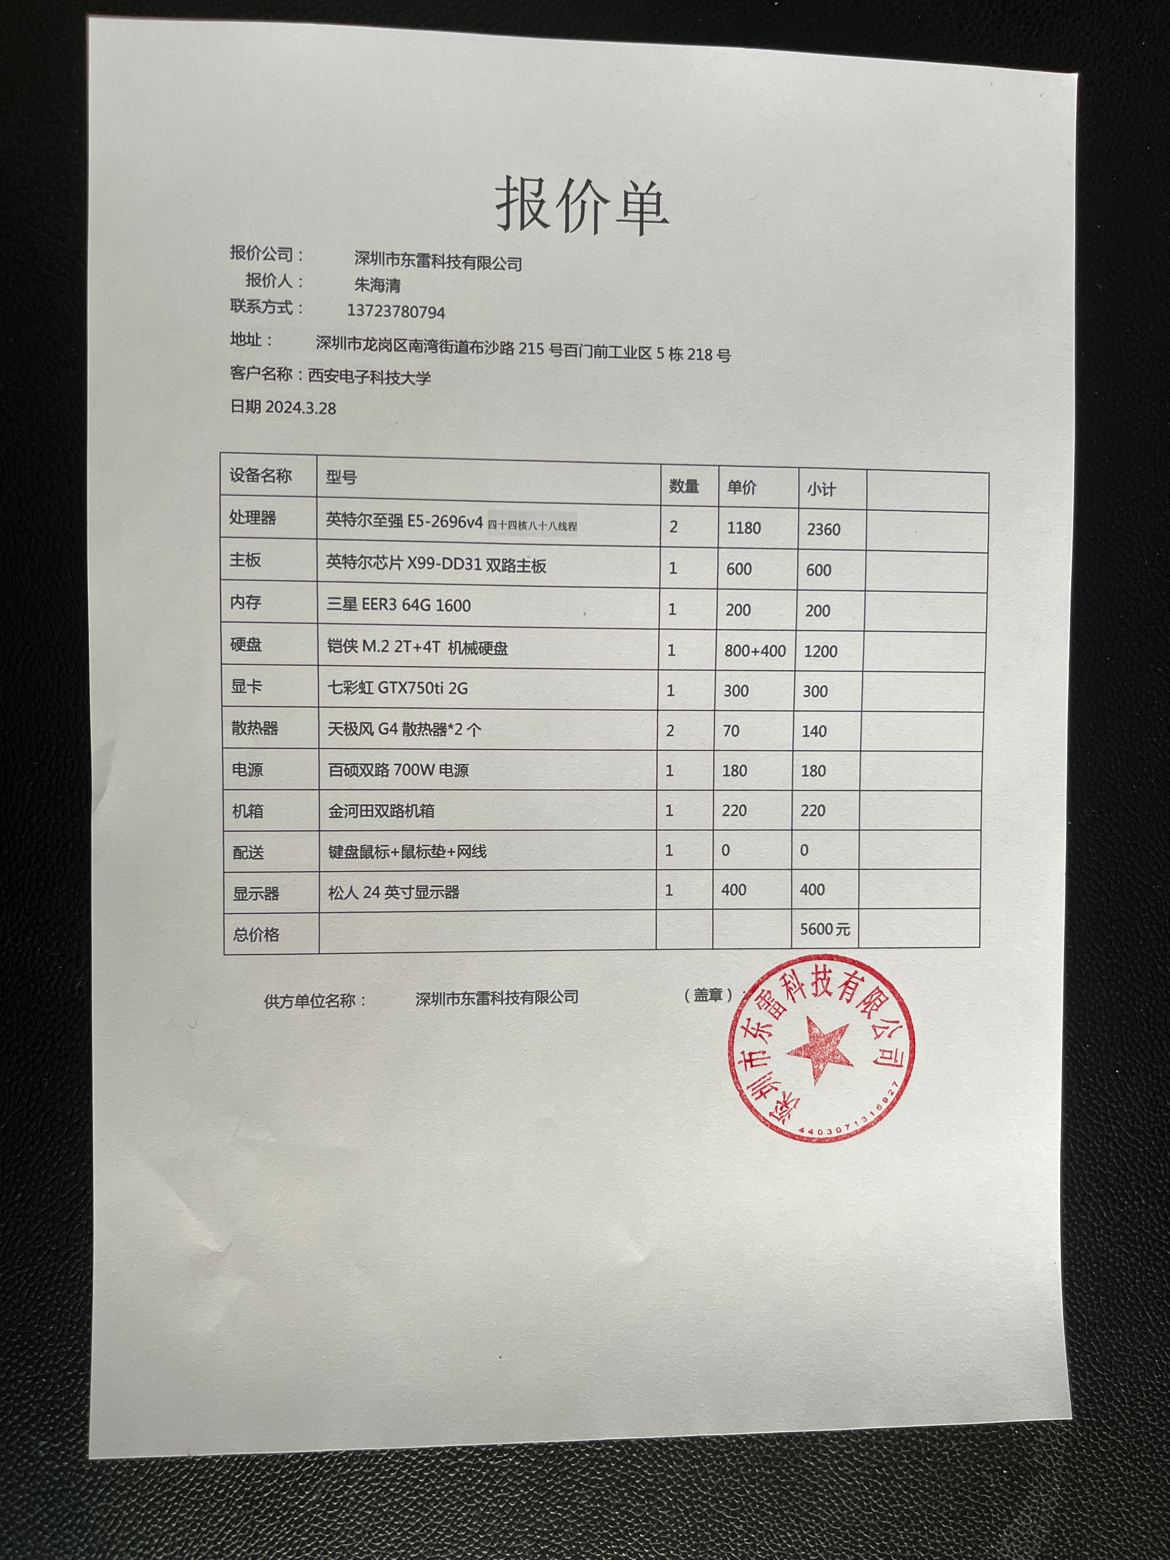 报价单
报价公司： 深圳市东雷科技有限公司
报价人： 朱海清
联系方式： 13723780794
地址： 深圳市龙岗区南湾街道布沙路 215 号百门前工业区 5 栋 218 号
客户名称：西安电子科技大学
日期 2024.3.28
设备名称 型号 数量 单价 小计
处理器 英特尔至强 E5-2696v4 四十四核八十八线程 2 1180 2360
主板 英特尔芯片 X99-DD31 双路主板 1 600 600
内存 三星 EER3 64G 1600 1 200 200
硬盘 铠侠 M.2 2T+4T 机械硬盘 1 800+400 1200
显卡 七彩虹 GTX750ti 2G 1 300 300
散热器 天极风 G4 散热器*2 个 2 70 140
电源 百硕双路 700W 电源 1 180 180
机箱 金河田双路机箱 1 220 220
配送 键盘鼠标+鼠标垫+网线 1 0 0
显示器 松人 24 英寸显示器 1 400 400
总价格 5600 元
供方单位名称： 深圳市东雷科技有限公司 （盖章）：
深圳市东雷科技有限公司
4403071316927